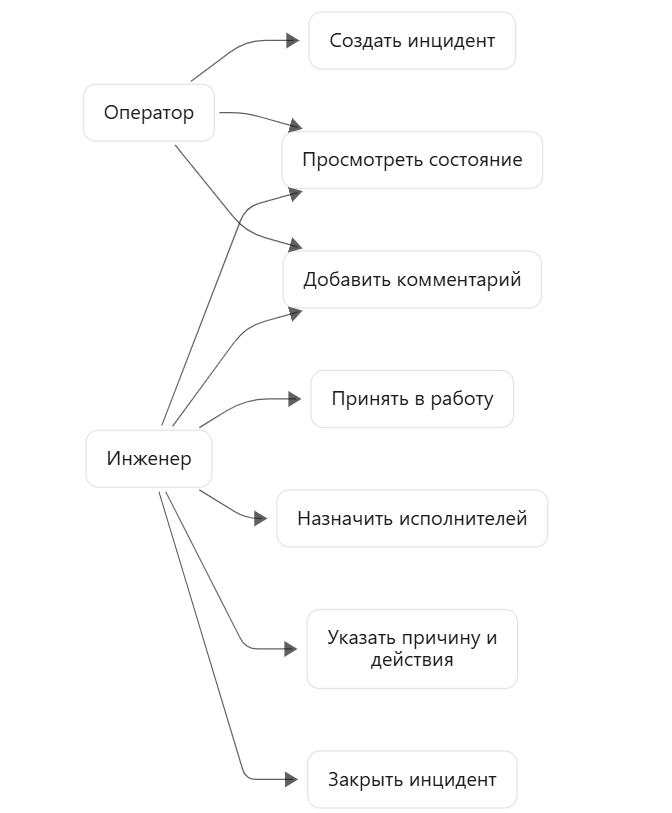 Создать инцидент
Оператор
Просмотреть состояние
Добавить комментарий
Принять в работу
Инженер
Назначить исполнителей
Указать причину и
действия
Закрыть инцидент